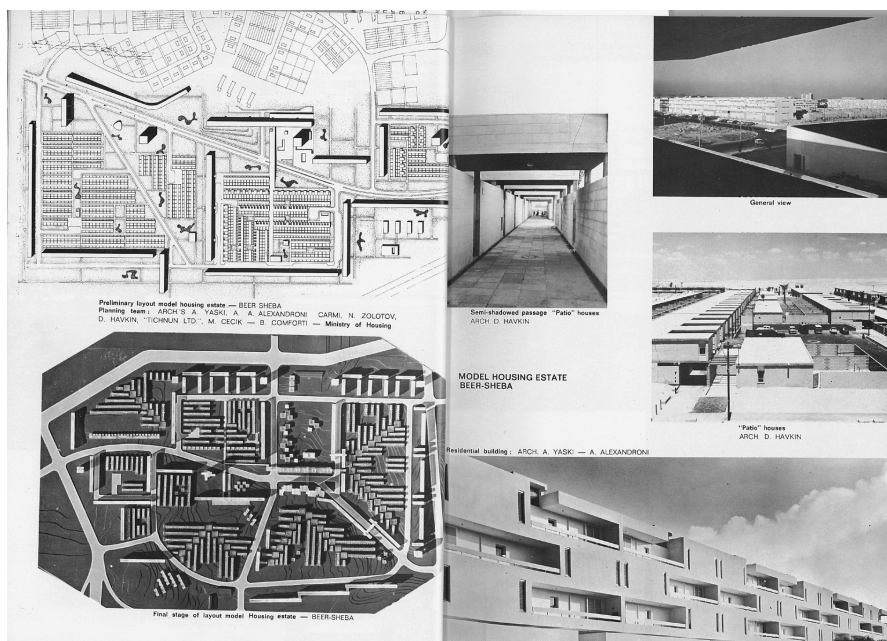 Preliminary layout model housing estate — BEER SHEBA
Planning team : ARCH'S A. YASKI, A. A. ALEXANDRONI CARMI, N. ZOLOTOV,
D. HAVKIN, "TICHNUN LTD.", M. CECIK — B. COMFORTI — Ministry of Housing
Final stage of layout model Housing estate — BEER-SHEBA
General view
Semi-shadowed passage "Patio" houses
ARCH. D. HAVKIN
MODEL HOUSING ESTATE
BEER-SHEBA
"Patio" houses
ARCH. D. HAVKIN
Residential building : ARCH. A. YASKI — A. ALEXANDRONI